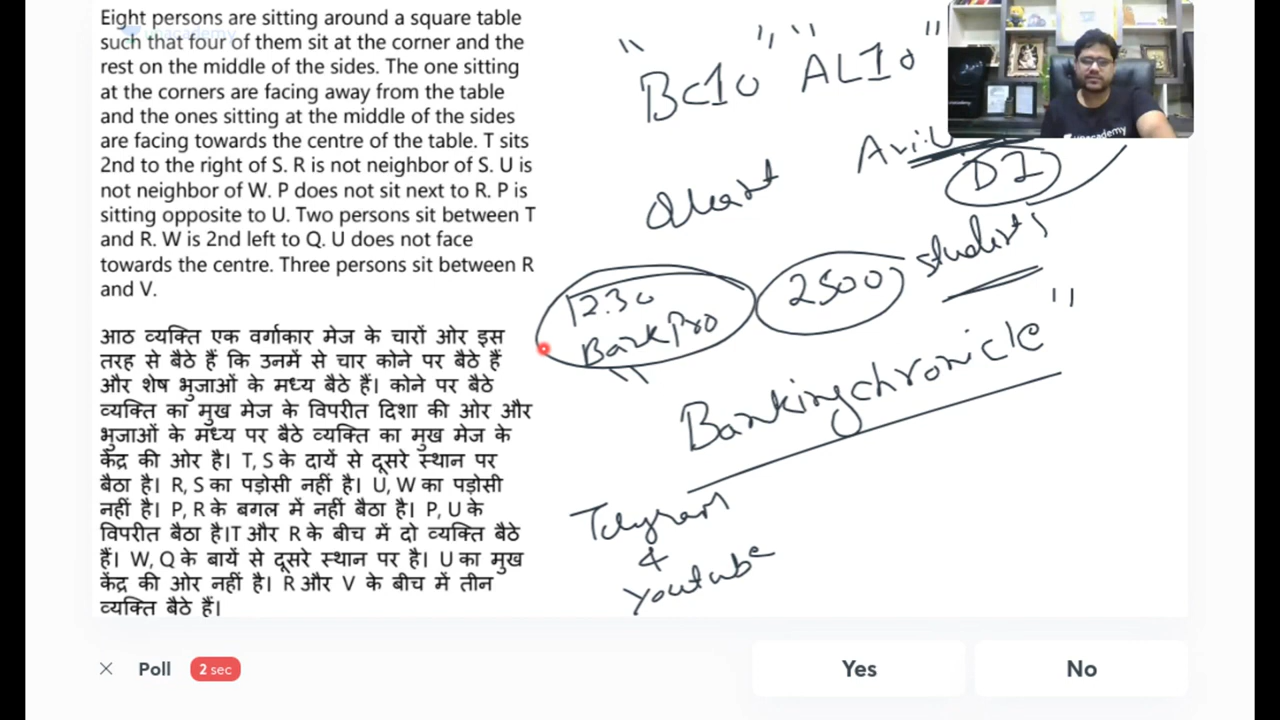 Eight persons are sitting around a square table
such that four of them sit at the corner and the
rest on the middle of the sides. The one sitting
at the corners are facing away from the table
and the ones sitting at the middle of the sides
are facing towards the centre of the table. T sits
2nd to the right of S. R is not neighbor of S. U is
not neighbor of W. P does not sit next to R. P is
sitting opposite to U. Two persons sit between T
and R. W is 2nd left to Q. U does not face
towards the centre. Three persons sit between R
and V.
आठ व्यक्ति एक वर्गाकार मेज के चारों ओर इस
तरह से बैठे हैं कि उनमें से चार कोने पर बैठे हैं
और शेष भुजाओं के मध्य बैठे हैं। कोने पर बैठे
व्यक्ति का मुख मेज के विपरीत दिशा की ओर और
भुजाओं के मध्य पर बैठे व्यक्ति का मुख मेज के
केंद्र की ओर है। T, S के दायें से दूसरे स्थान पर
बैठा है। R, S का पड़ोसी नहीं है। U, W का पड़ोसी
नहीं है। P, R के बगल में नहीं बैठा है। P, U के
विपरीत बैठा है।T और R के बीच में दो व्यक्ति बैठे
हैं। W, Q के बायें से दूसरे स्थान पर है। U का मुख
केंद्र की ओर नहीं है। R और V के बीच में तीन
व्यक्ति बैठे हैं।
"Bc10" "AL10"
DI
2500 students
12.30
BankPro
"Bankingchronicle"
Telegram
&
Youtube
unacademy
× Poll 2 sec Yes No